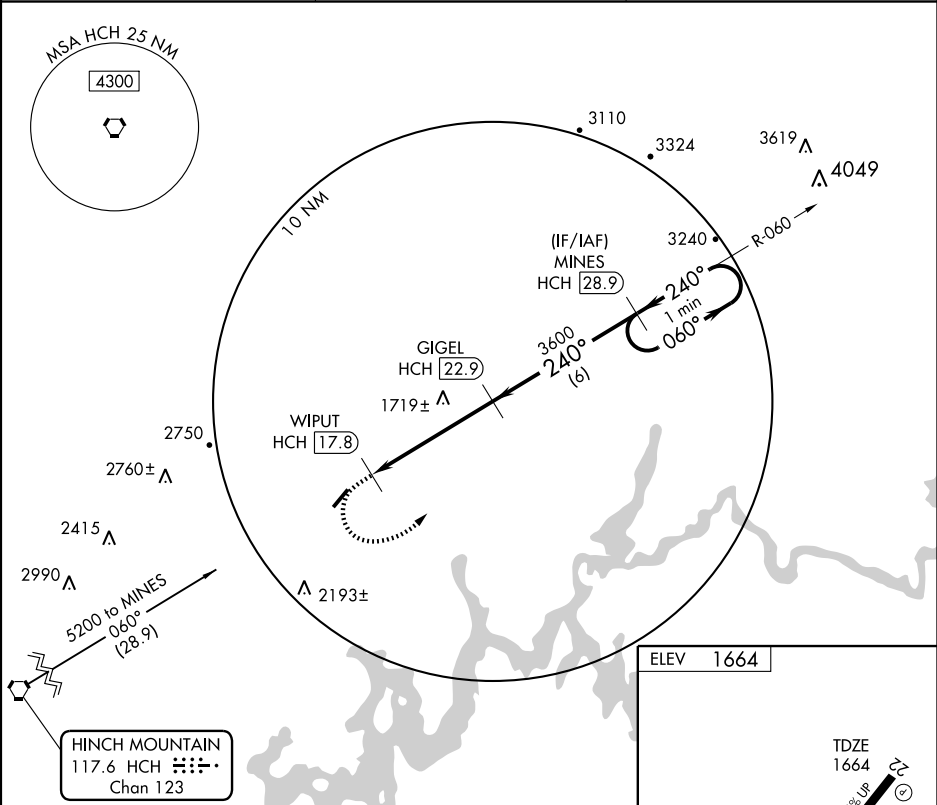 MSA HCH 25 NM
4300
10 NM
3110
3324
3619
4049
3240
R-060
(IF/IAF)
MINES
HCH 28.9
240°
1 min
060°
3600
240°
(6)
GIGEL
HCH 22.9
1719±
WIPUT
HCH 17.8
2750
2760±
2415
2990
2193±
5200 to MINES
060°
(28.9)
HINCH MOUNTAIN
117.6 HCH
Chan 123
ELEV 1664
TDZE
1664
22
P
% UP